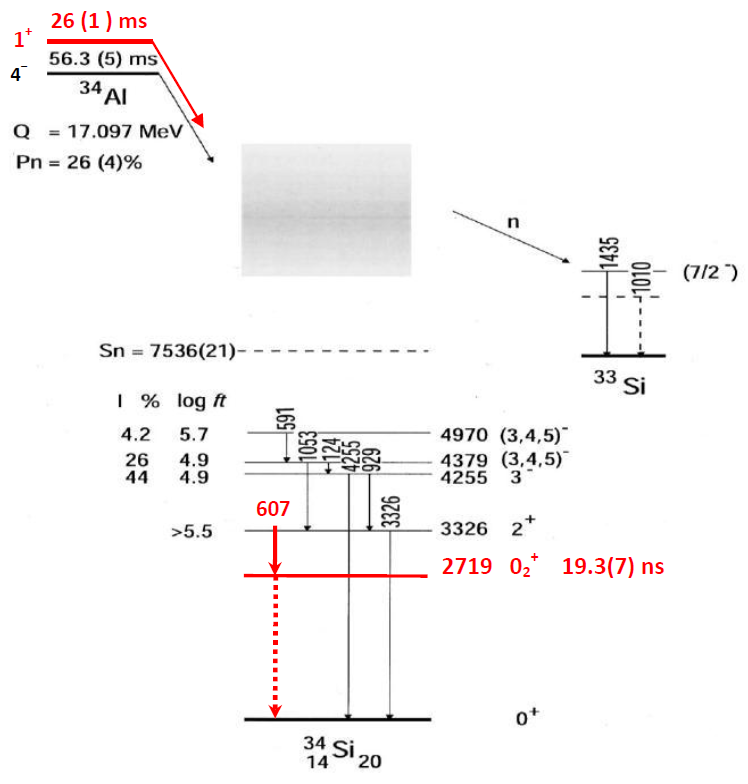 26 (1 ) ms
1+
56.3 (5) ms
4−
34Al
Q = 17.097 MeV
Pn = 26 (4)%
n
1435
1010
(7/2 -)
33Si
Sn = 7536(21)
I % log ft
4.2 5.7
591
4970 (3,4,5)-
26 4.9
1053
124
4255
929
4379 (3,4,5)-
44 4.9
4255 3-
607
>5.5
3326
3326 2+
2719 02+ 19.3(7) ns
0+
34
14Si20